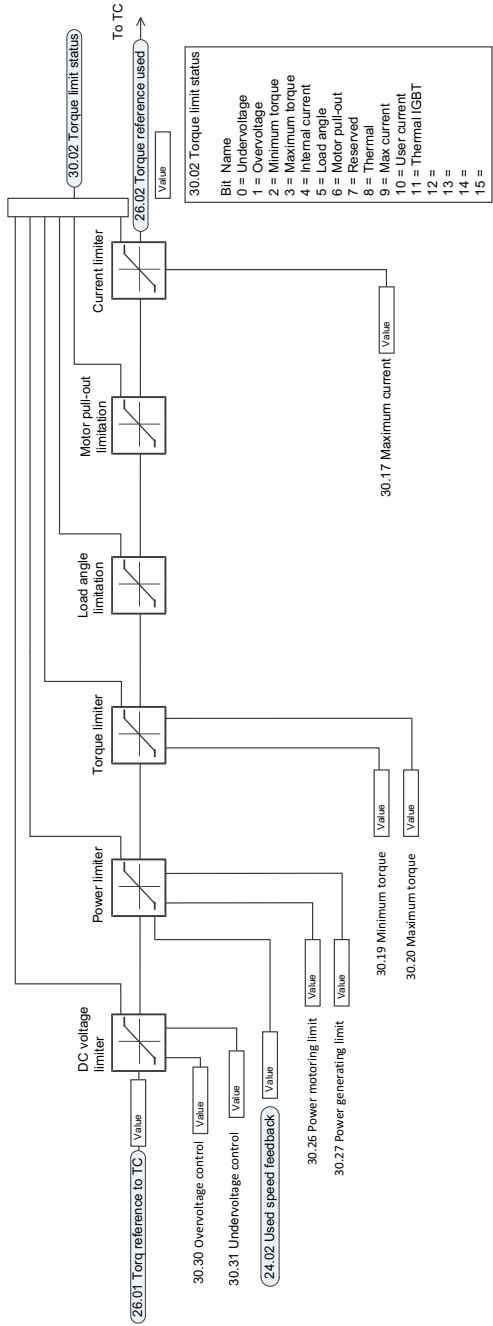 26.01 Torq reference to TC
Value
30.30 Overvoltage control
Value
30.31 Undervoltage control
Value
24.02 Used speed feedback
Value
30.26 Power motoring limit
Value
30.27 Power generating limit
Value
30.19 Minimum torque
Value
30.20 Maximum torque
Value
30.17 Maximum current
Value
DC voltage
limiter
Power limiter
Torque limiter
Load angle
limitation
Motor pull-out
limitation
Current limiter
30.02 Torque limit status
26.02 Torque reference used
To TC
Value
30.02 Torque limit status
Bit Name
0 = Undervoltage
1 = Overvoltage
2 = Minimum torque
3 = Maximum torque
4 = Internal current
5 = Load angle
6 = Motor pull-out
7 = Reserved
8 = Thermal
9 = Max current
10 = User current
11 = Thermal IGBT
12 =
13 =
14 =
15 =